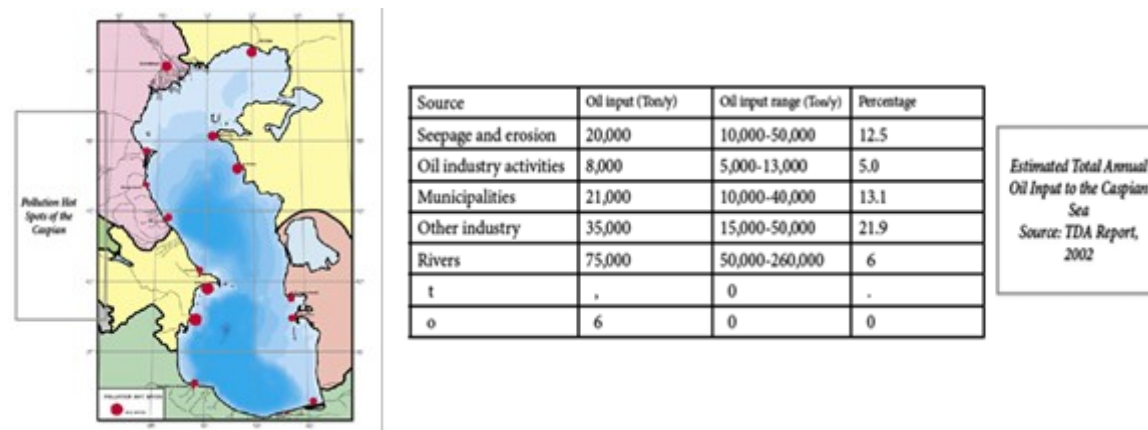 Pollution Hot
Spots of the
Caspian
Source Oil input (Ton/y) Oil input range (Ton/y) Percentage
Seepage and erosion 20,000 10,000-50,000 12.5
Oil industry activities 8,000 5,000-13,000 5.0
Municipalities 21,000 10,000-40,000 13.1
Other industry 35,000 15,000-50,000 21.9
Rivers 75,000 50,000-260,000 6
t , 0 .
o 6 0 0
Estimated Total Annual
Oil Input to the Caspian
Sea
Source: TDA Report,
2002
POLLUTION HOT SPOTS